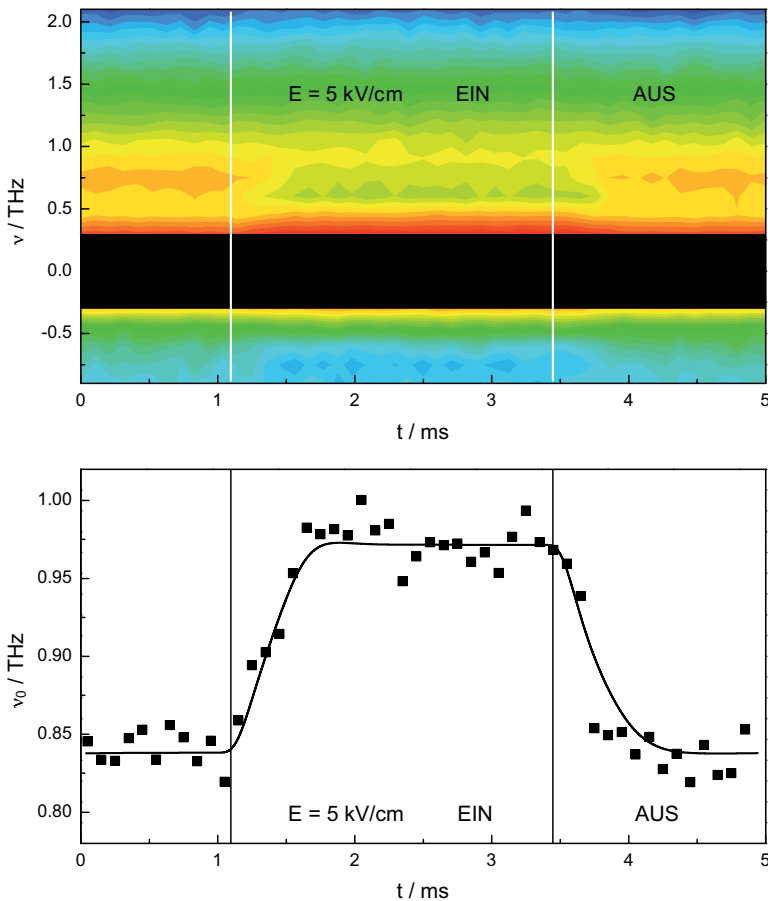 2.0
1.5
1.0
0.5
0.0
-0.5
ν / THz
E = 5 kV/cm EIN AUS
0 1 2 3 4 5
t / ms
1.00
0.95
0.90
0.85
0.80
ν₀ / THz
E = 5 kV/cm EIN AUS
0 1 2 3 4 5
t / ms